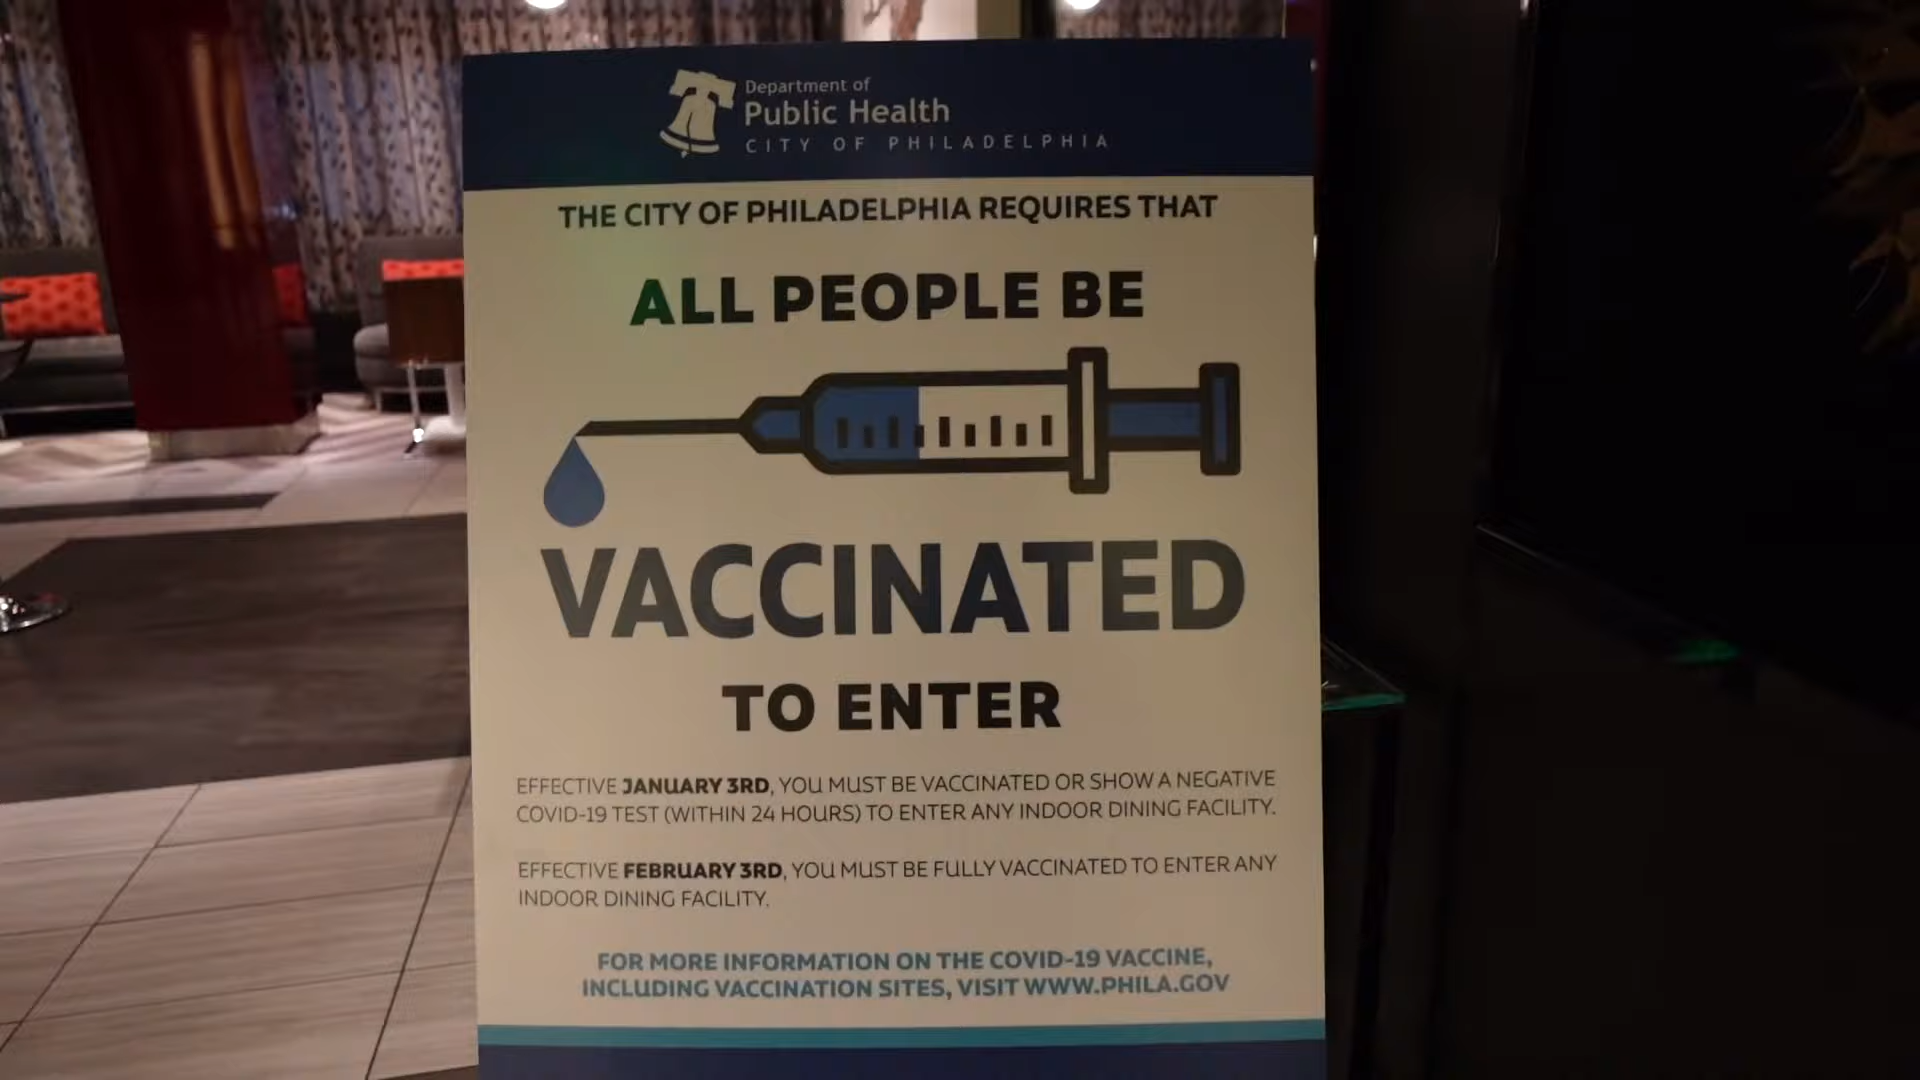 Department of
Public Health
CITY OF PHILADELPHIA
THE CITY OF PHILADELPHIA REQUIRES THAT
ALL PEOPLE BE
VACCINATED
TO ENTER
EFFECTIVE JANUARY 3RD, YOU MUST BE VACCINATED OR SHOW A NEGATIVE
COVID-19 TEST (WITHIN 24 HOURS) TO ENTER ANY INDOOR DINING FACILITY.
EFFECTIVE FEBRUARY 3RD, YOU MUST BE FULLY VACCINATED TO ENTER ANY
INDOOR DINING FACILITY.
FOR MORE INFORMATION ON THE COVID-19 VACCINE,
INCLUDING VACCINATION SITES, VISIT WWW.PHILA.GOV